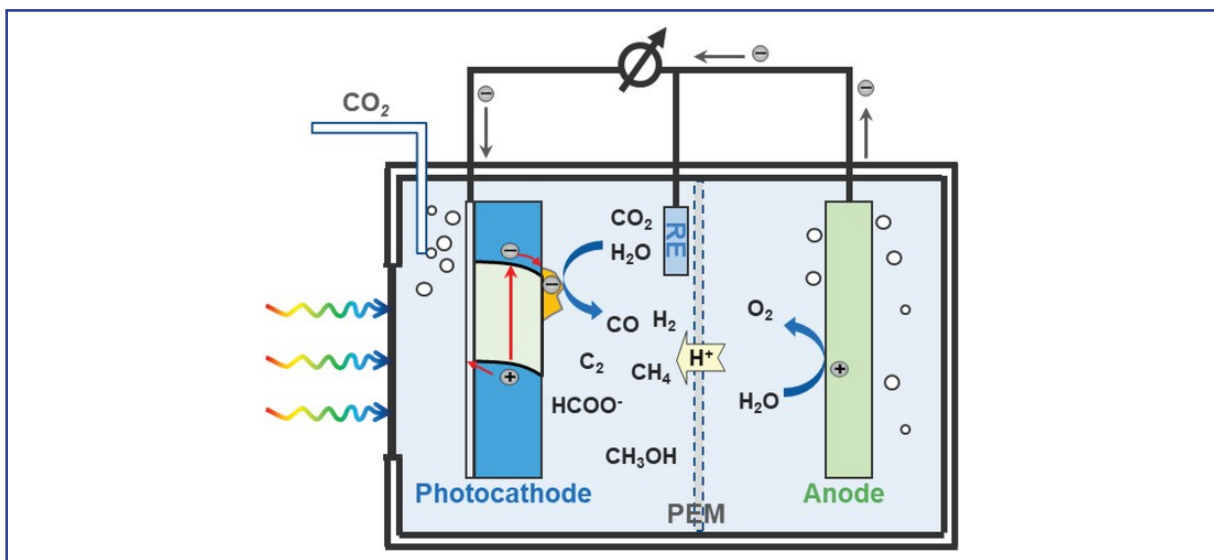 CO₂
CO₂
H₂O
RE
CO
H₂
C₂
CH₄
HCOO⁻
CH₃OH
H⁺
O₂
H₂O
Photocathode
PEM
Anode